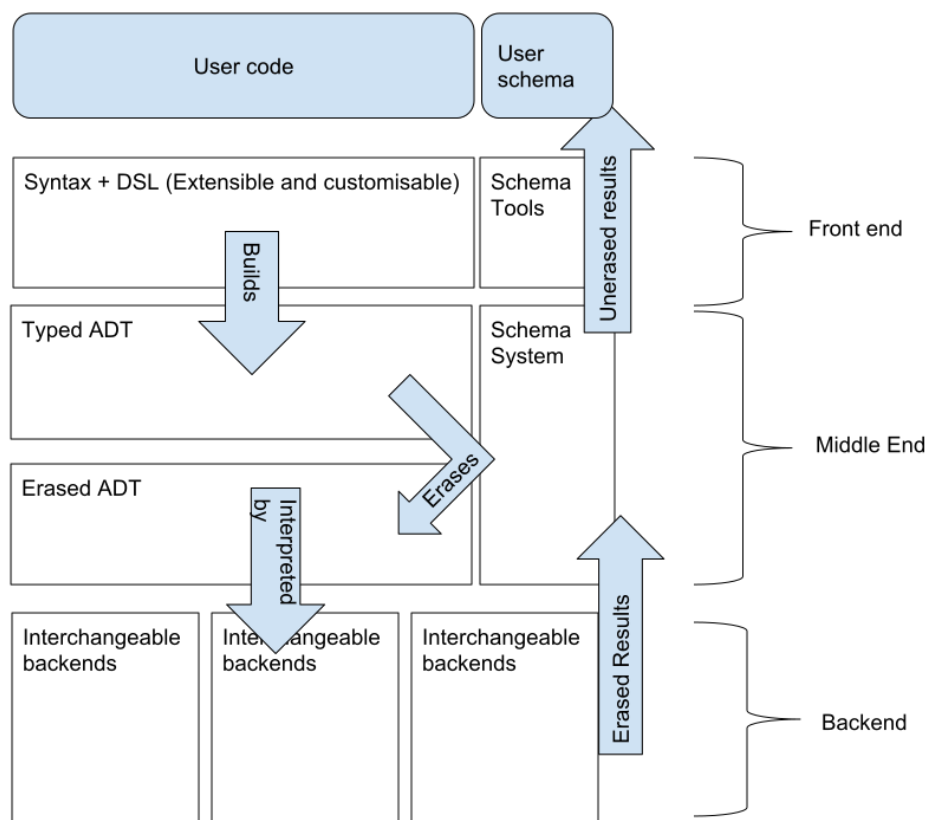 User code
User
schema
Syntax + DSL (Extensible and customisable)
Schema
Tools
Builds
Unerased results
Front end
Typed ADT
Schema
System
Erases
Middle End
Erased ADT
Interpreted
by
Interchangeable
backends
Interchangeable
backends
Interchangeable
backends
Erased Results
Backend